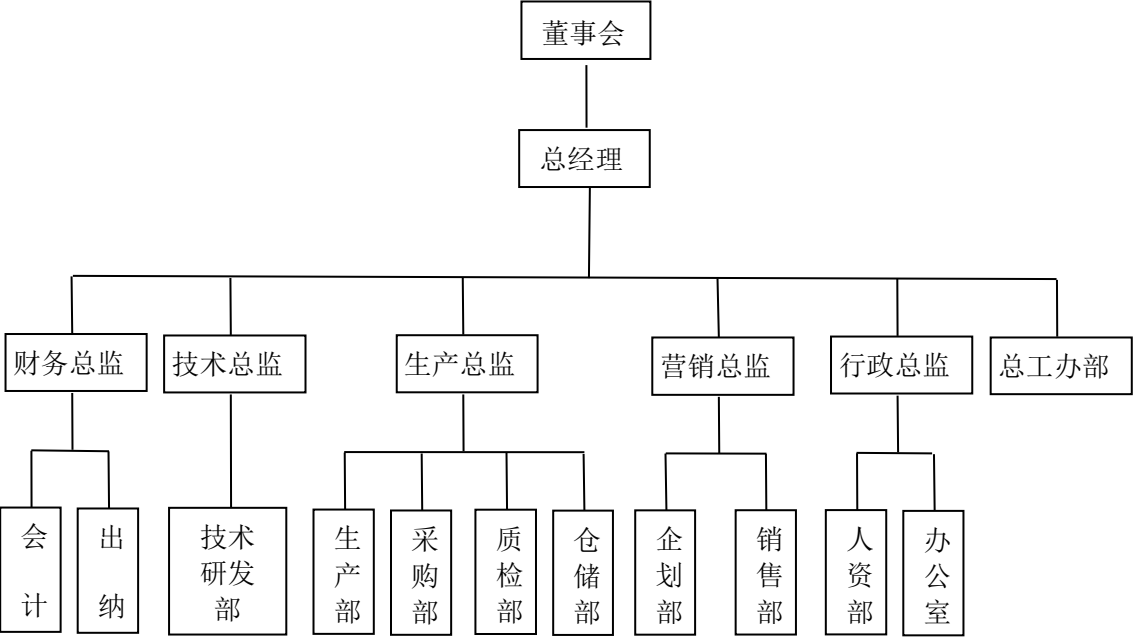 董事会
总经理
财务总监
技术总监
生产总监
营销总监
行政总监
总工办部
会计
出纳
技术
研发
部
生产部
采购部
质检部
仓储部
企划部
销售部
人资部
办公室